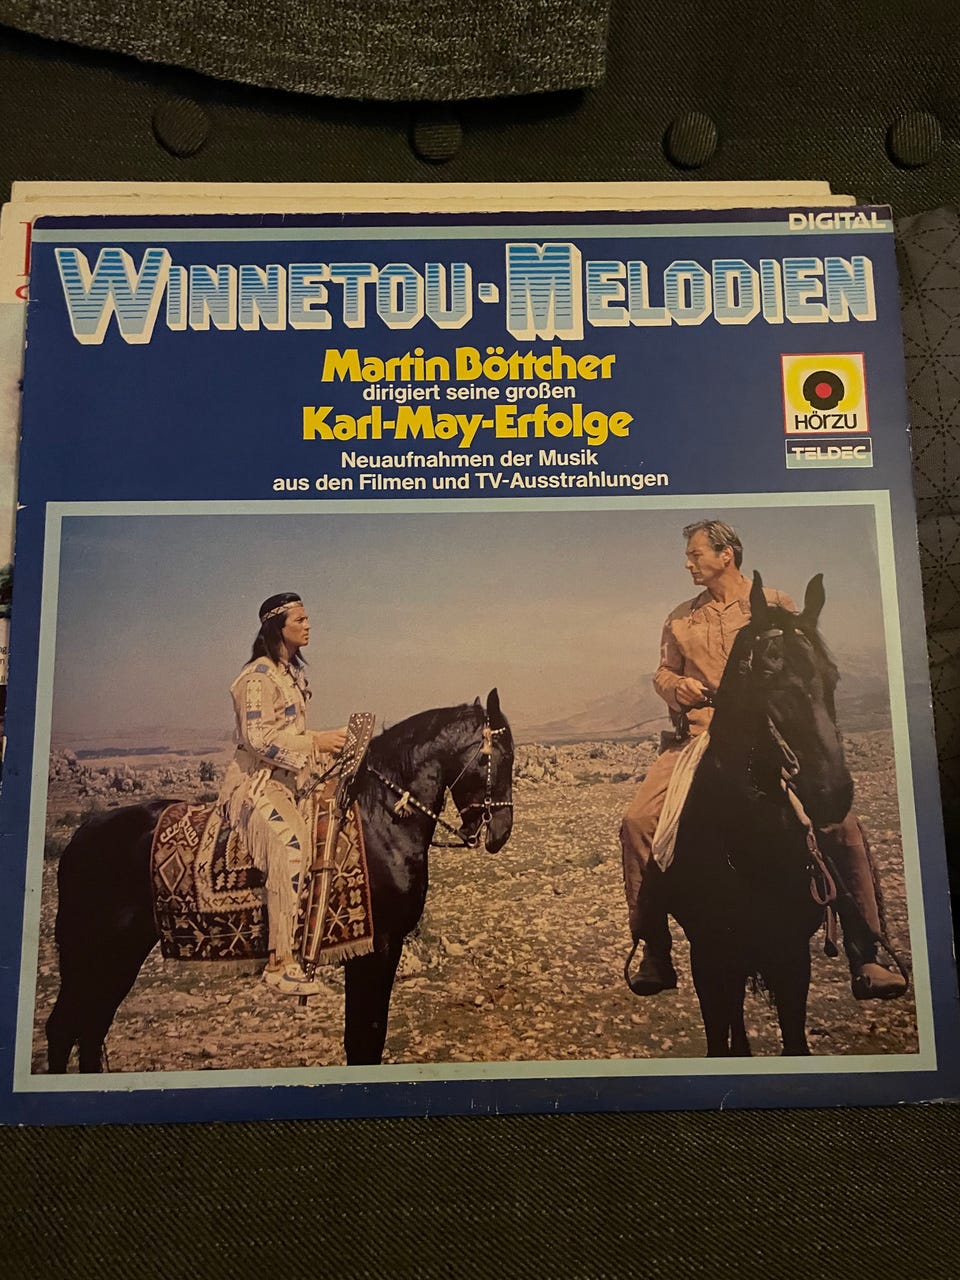 DIGITAL
WINNETOU-MELODIEN
Martin Böttcher
dirigiert seine großen
Karl-May-Erfolge
Neuaufnahmen der Musik
aus den Filmen und TV-Ausstrahlungen
HÖRZU
TELDEC